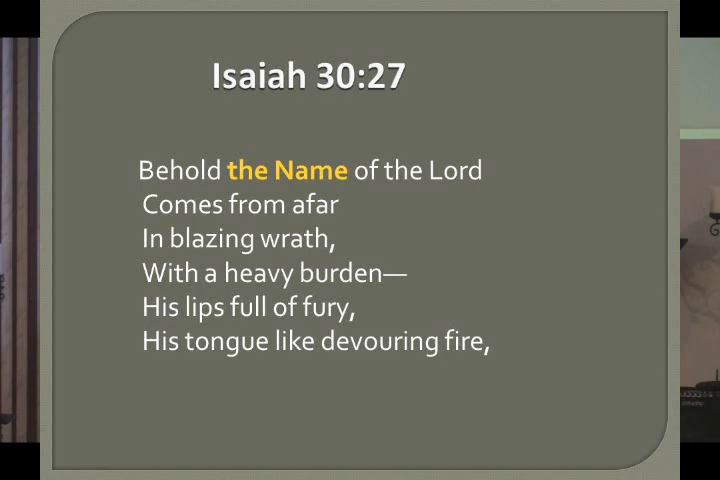 Isaiah 30:27
Behold the Name of the Lord
Comes from afar
In blazing wrath,
With a heavy burden—
His lips full of fury,
His tongue like devouring fire,